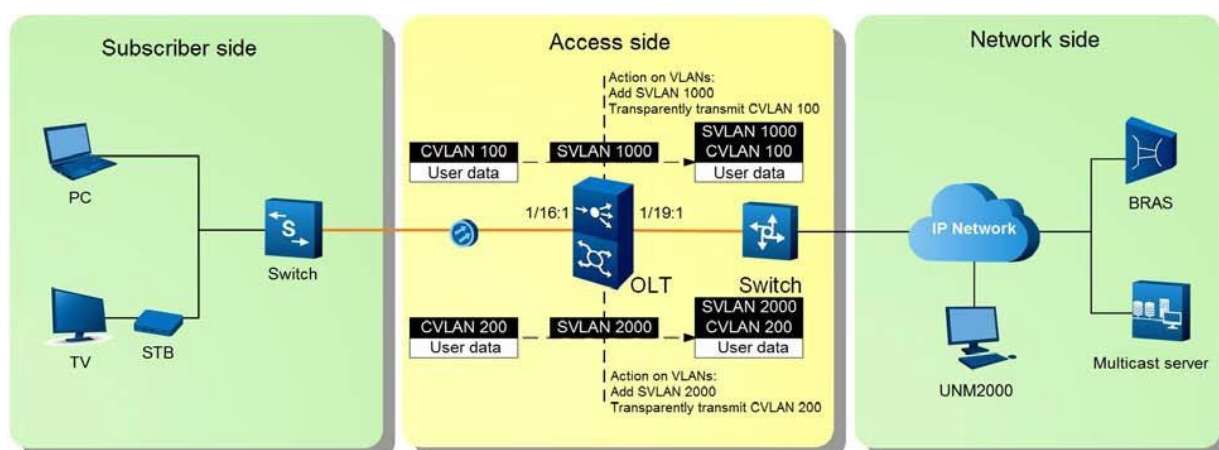 Subscriber side
PC
Switch
TV
STB
Access side
Action on VLANs:
Add SVLAN 1000
Transparently transmit CVLAN 100
CVLAN 100
User data
SVLAN 1000
SVLAN 1000
CVLAN 100
User data
1/16:1
1/19:1
S
OLT
Switch
CVLAN 200
User data
SVLAN 2000
SVLAN 2000
CVLAN 200
User data
Action on VLANs:
Add SVLAN 2000
Transparently transmit CVLAN 200
Network side
BRAS
IP Network
UNM2000
Multicast server